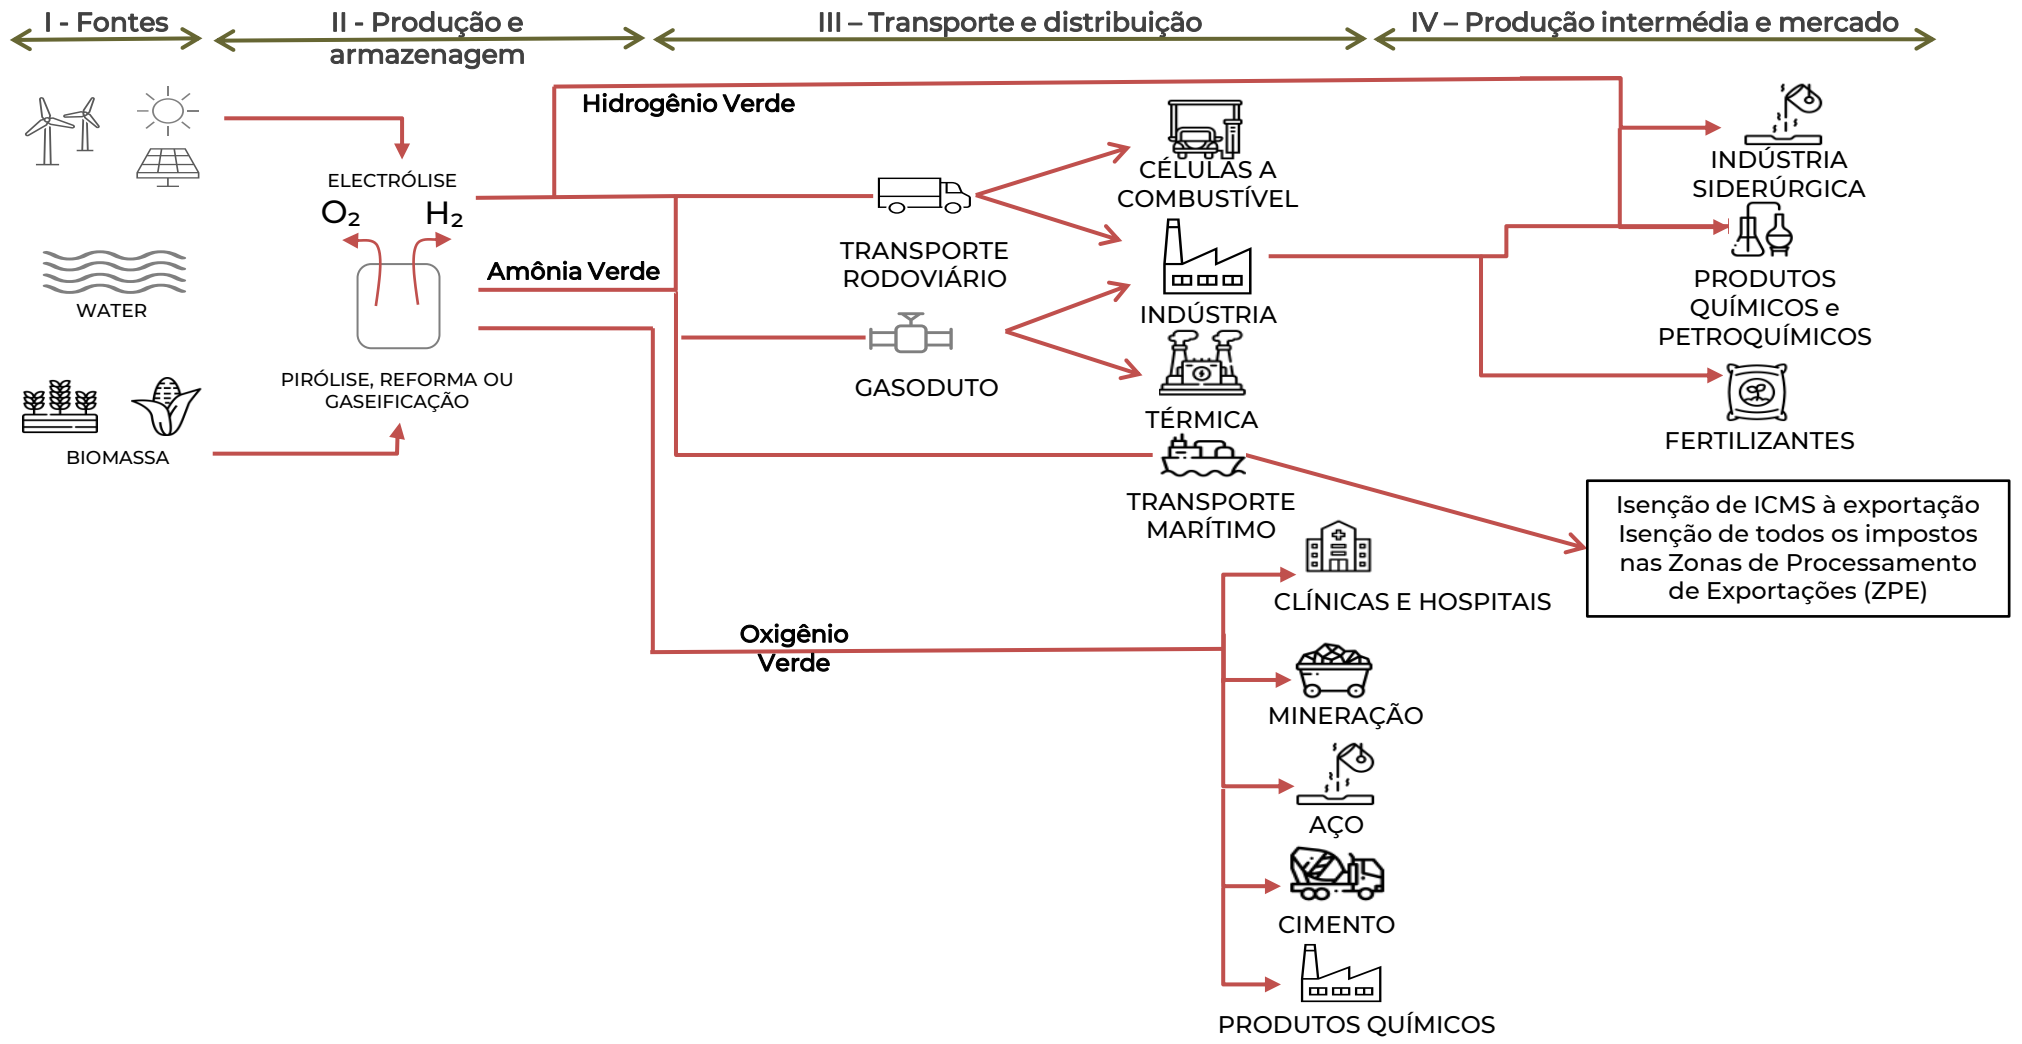 I - Fontes
II - Produção e
armazenagem
III – Transporte e distribuição
IV – Produção intermédia e mercado
Hidrogênio Verde
ELECTRÓLISE
O₂
H₂
WATER
PIRÓLISE, REFORMA OU
GASEIFICAÇÃO
BIOMASSA
Amônia Verde
TRANSPORTE
RODOVIÁRIO
GASODUTO
CÉLULAS A
COMBUSTÍVEL
INDÚSTRIA
TÉRMICA
TRANSPORTE
MARÍTIMO
INDÚSTRIA
SIDERÚRGICA
PRODUTOS
QUÍMICOS e
PETROQUÍMICOS
FERTILIZANTES
Isenção de ICMS à exportação
Isenção de todos os impostos
nas Zonas de Processamento
de Exportações (ZPE)
Oxigênio
Verde
CLÍNICAS E HOSPITAIS
MINERAÇÃO
AÇO
CIMENTO
PRODUTOS QUÍMICOS